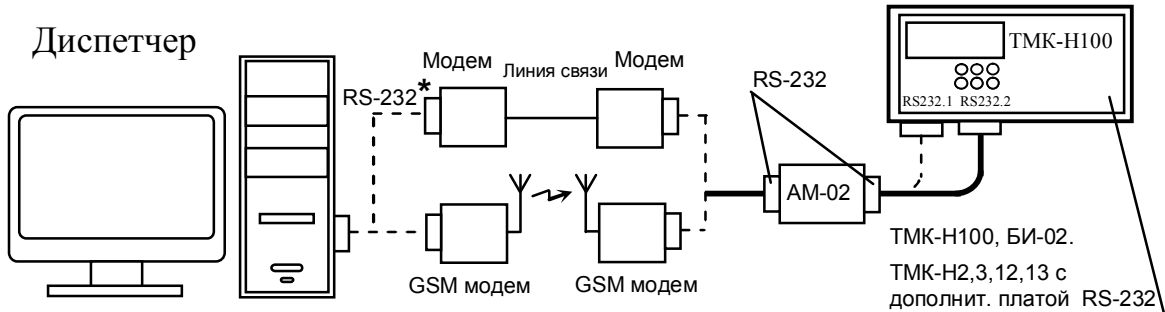 Диспетчер
RS-232*
Модем
Линия связи
Модем
RS-232
ТМК-Н100
RS232.1 RS232.2
АМ-02
GSM модем
GSM модем
ТМК-Н100, БИ-02.
ТМК-Н2,3,12,13 с
дополнит. платой RS-232